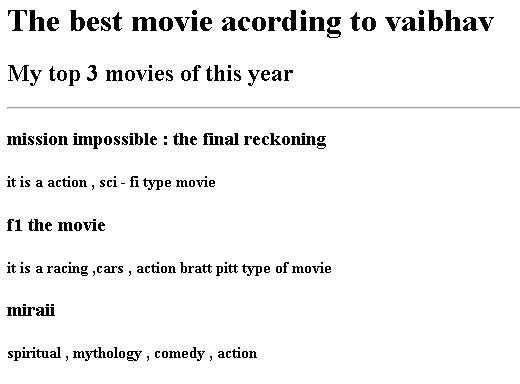 The best movie acording to vaibhav
My top 3 movies of this year
mission impossible : the final reckoning
it is a action , sci - fi type movie
f1 the movie
it is a racing ,cars , action bratt pitt type of movie
miraii
spiritual , mythology , comedy , action